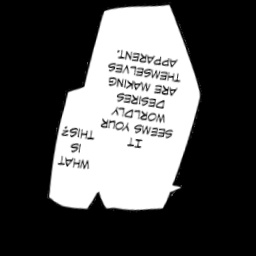 IT
SEEMS YOUR
WORLDLY
DESIRES
ARE MAKING
THEMSELVES
APPARENT.
WHAT
IS
THIS?